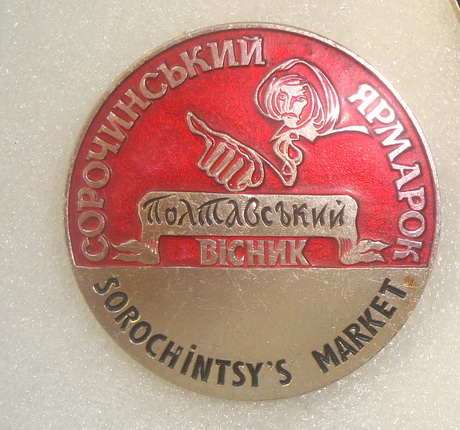 СОРОЧИНСЬКИЙ ЯРМАРОК
Полтавський
ВІСНИК
SOROCHiNTSY'S MARKET